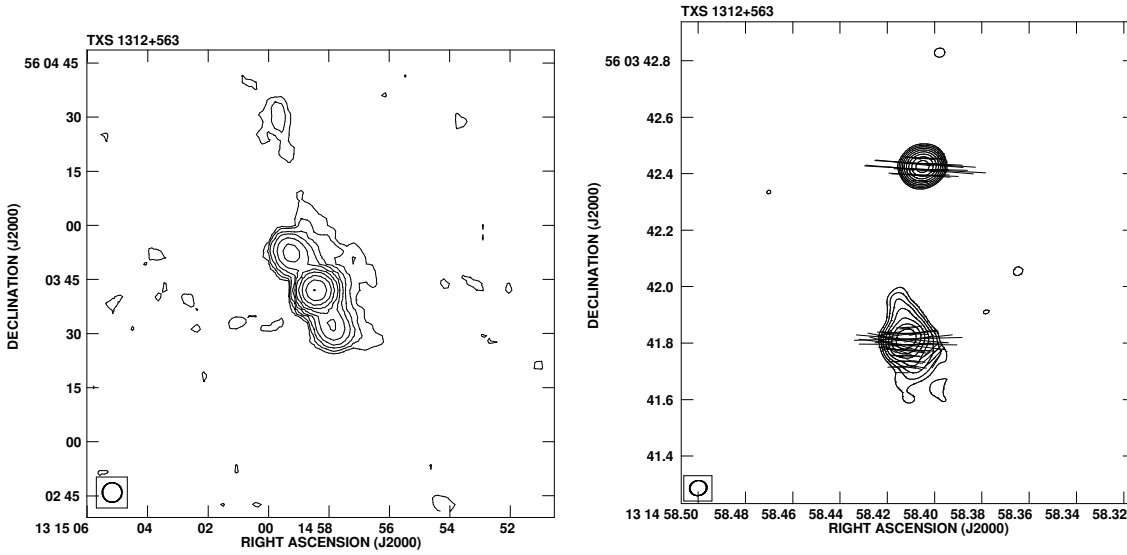 TXS 1312+563
DECLINATION (J2000)
56 04 45
30
15
00
03 45
30
15
00
02 45
13 15 06 04 02 00 14 58 56 54 52
RIGHT ASCENSION (J2000)
TXS 1312+563
DECLINATION (J2000)
56 03 42.8
42.6
42.4
42.2
42.0
41.8
41.6
41.4
13 14 58.50 58.48 58.46 58.44 58.42 58.40 58.38 58.36 58.34 58.32
RIGHT ASCENSION (J2000)